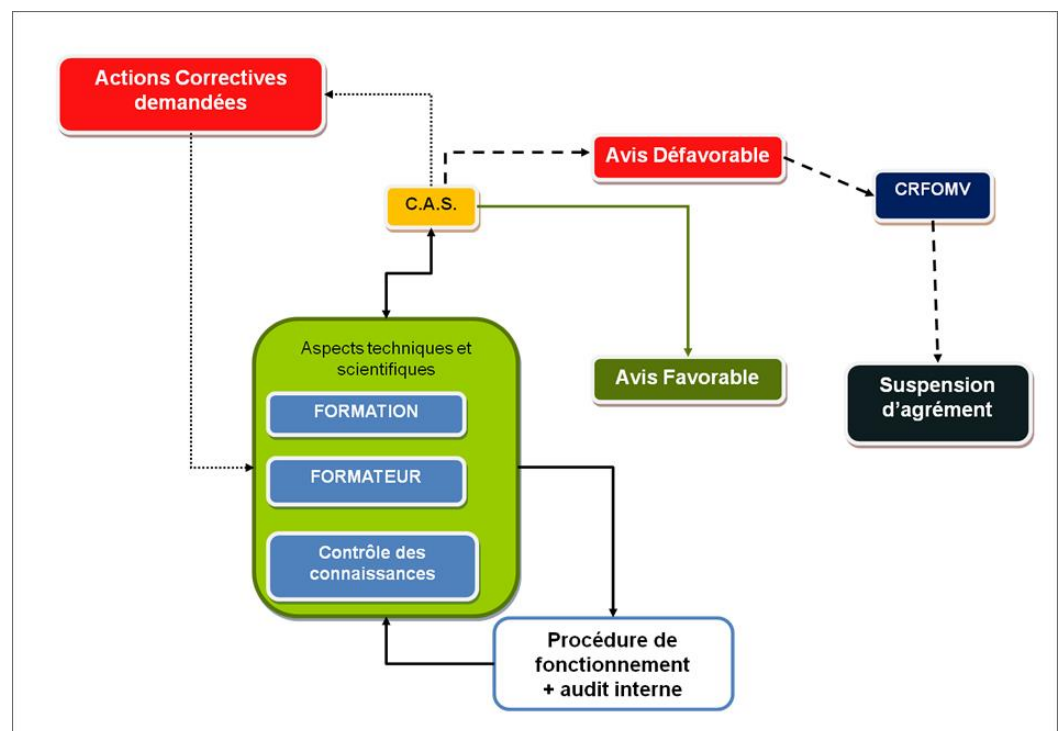 Actions Correctives
demandées
Avis Défavorable
C.A.S.
CRFOMV
Aspects techniques et
scientifiques
FORMATION
FORMATEUR
Contrôle des
connaissances
Avis Favorable
Suspension
d’agrément
Procédure de
fonctionnement
+ audit interne